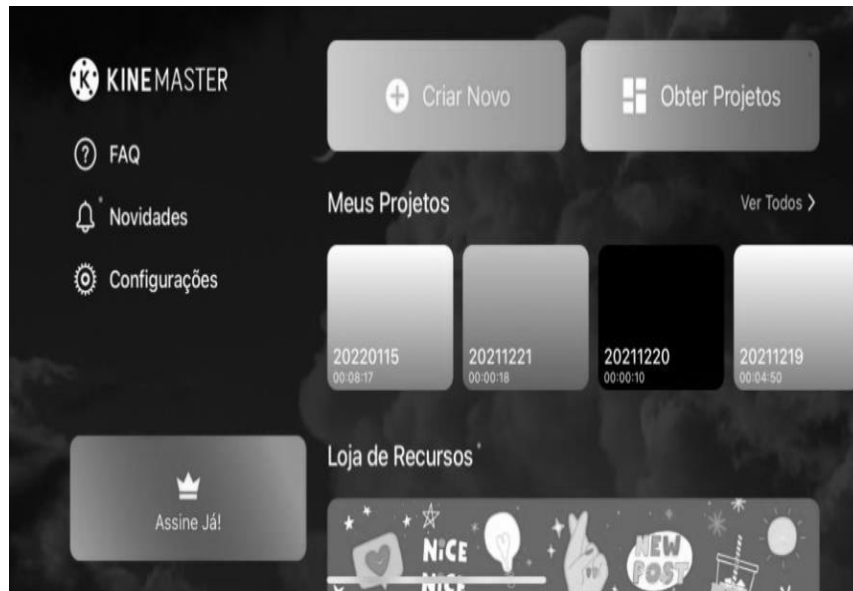 KINEMASTER
FAQ
Novidades
Configurações
Assine Já!
Criar Novo
Obter Projetos
Meus Projetos
Ver Todos
20220115
00:08:17
20211221
00:00:18
20211220
00:00:10
20211219
00:04:50
Loja de Recursos
NiCE
NiCE
NEW
POST